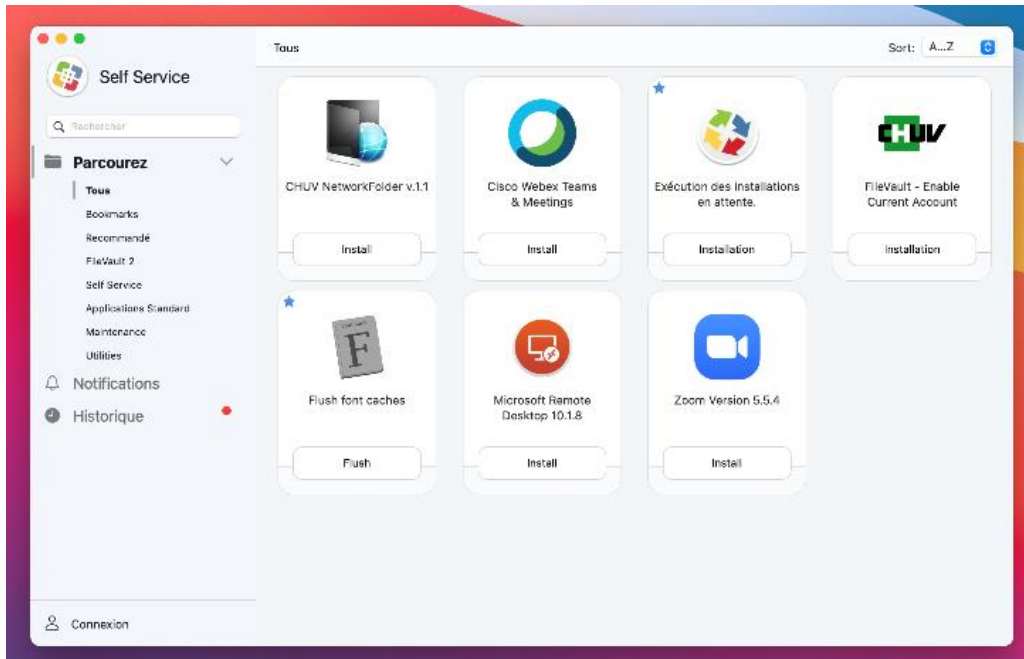 Self Service
Rechercher
Parcourez
Tous
Bookmarks
Recommandé
FileVault 2
Self Service
Applications Standard
Maintenance
Utilities
Notifications
Historique
Connexion
Tous
Sort: A...Z
CHUV NetworkFolder v.1.1
Install
Cisco Webex Teams
& Meetings
Install
Exécution des installations
en attente.
Installation
CHUV
FileVault - Enable
Current Account
Installation
F
Flush font caches
Flush
Microsoft Remote
Desktop 10.1.8
Install
Zoom Version 5.5.4
Install